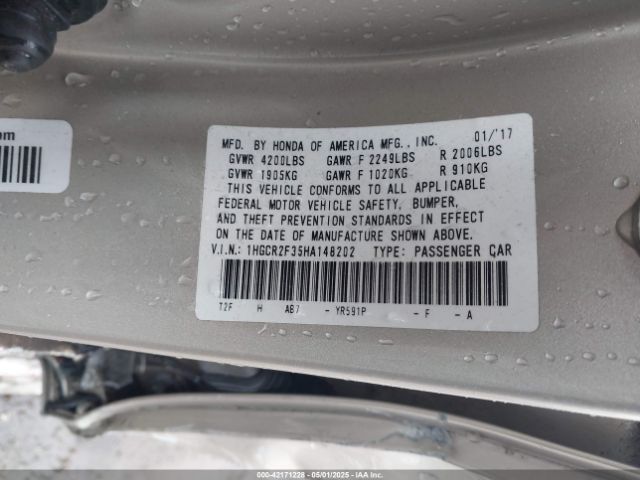 om
MFD. BY HONDA OF AMERICA MFG., INC. 01/'17
GVWR 4200LBS GAWR F 2249LBS R 2006LBS
GVWR 1905KG GAWR F 1020KG R 910KG
THIS VEHICLE CONFORMS TO ALL APPLICABLE
FEDERAL MOTOR VEHICLE SAFETY, BUMPER,
AND THEFT PREVENTION STANDARDS IN EFFECT
ON THE DATE OF MANUFACTURE SHOWN ABOVE.
V.I.N.: 1HGCR2F35HA148202 TYPE: PASSENGER CAR
T2F H AB7 - YR591P - F - A
000-42171228 - 05/01/2025 - IAAI, Inc.